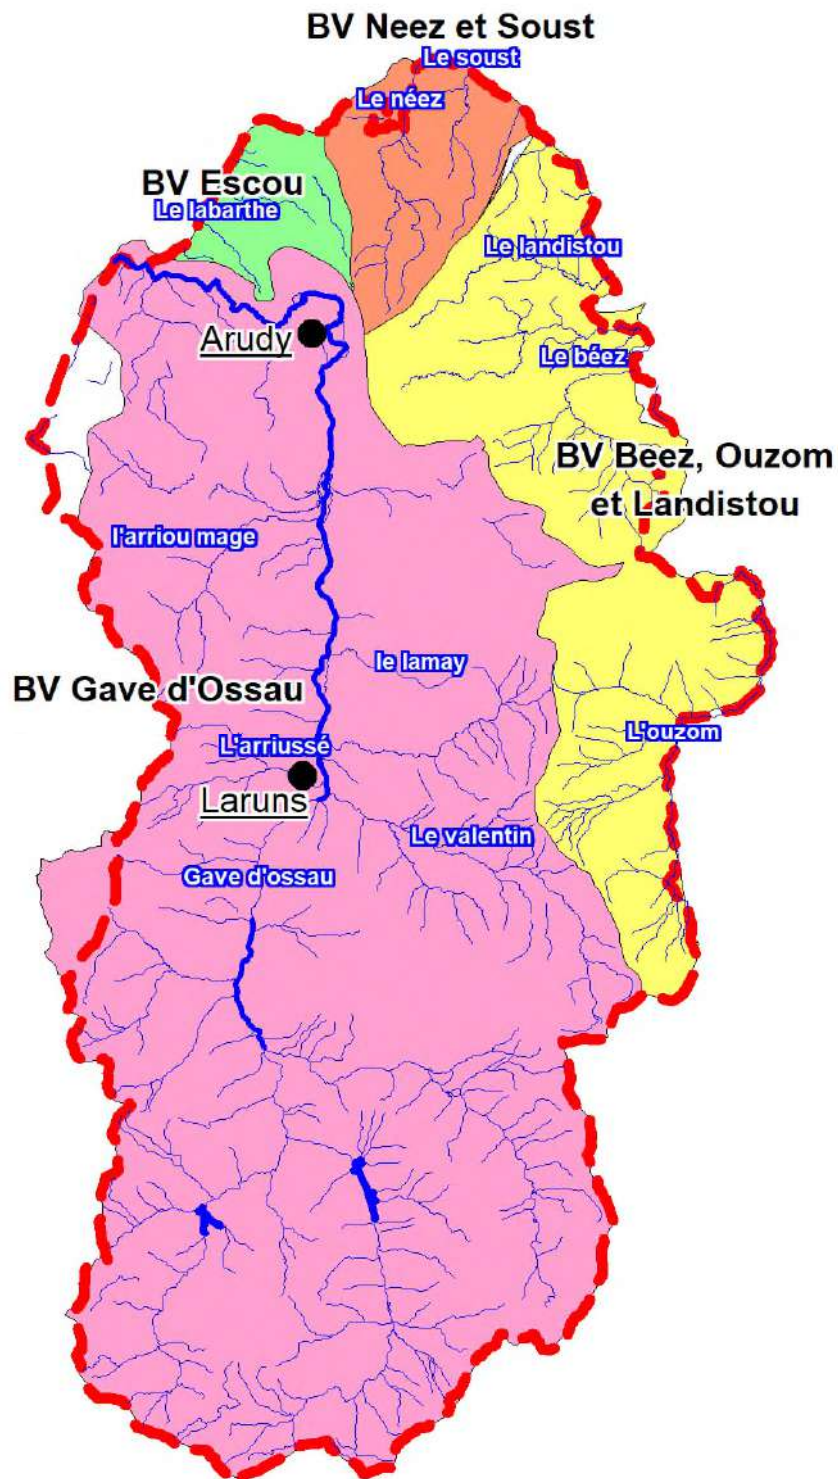 BV Neez et Soust
Le soust
Le néez
BV Escou
Le labarthe
Le landistou
Arudy
Le béez
BV Beez, Ouzom
et Landistou
l'arriou mage
le lamay
BV Gave d'Ossau
L'ouzom
L'arriussé
Laruns
Le valentin
Gave d'ossau